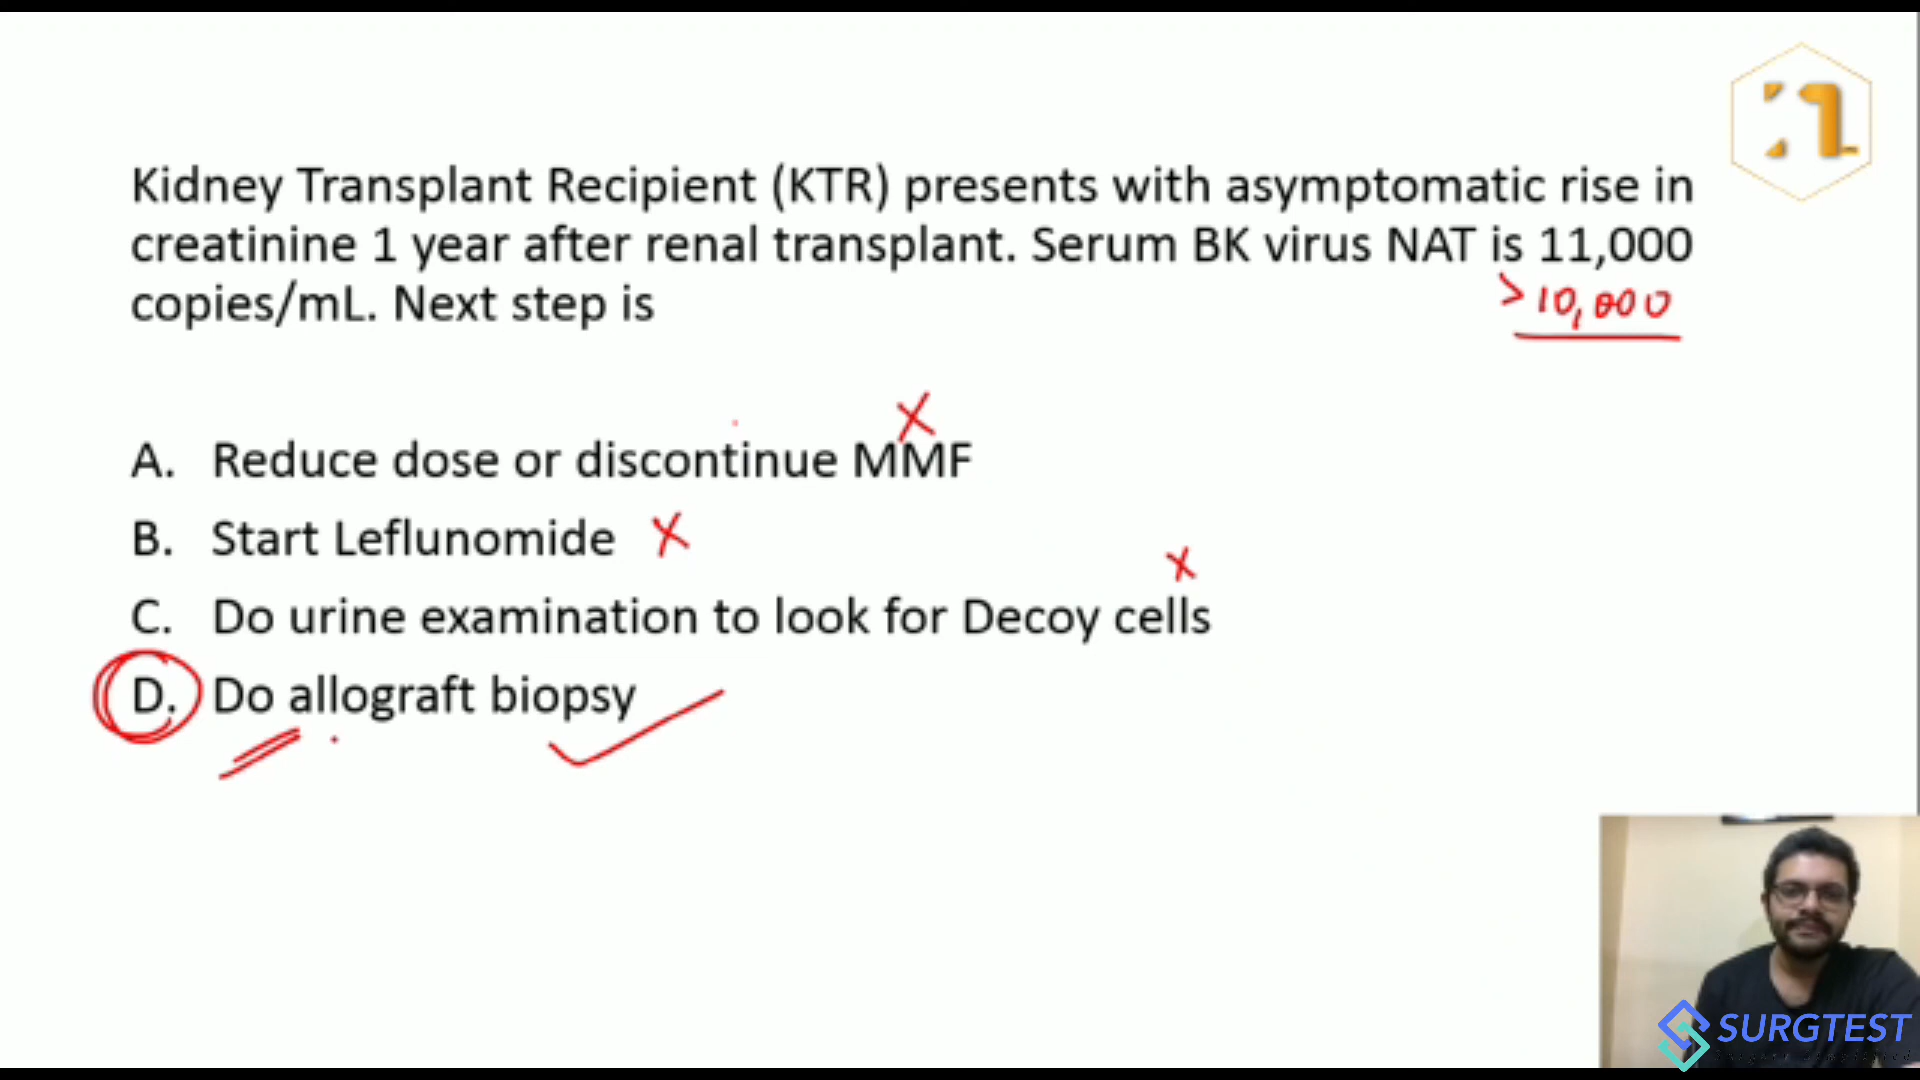 Kidney Transplant Recipient (KTR) presents with asymptomatic rise in
creatinine 1 year after renal transplant. Serum BK virus NAT is 11,000
copies/mL. Next step is
> 10,000
A. Reduce dose or discontinue MMF
B. Start Leflunomide
C. Do urine examination to look for Decoy cells
D. Do allograft biopsy
SURGTEST